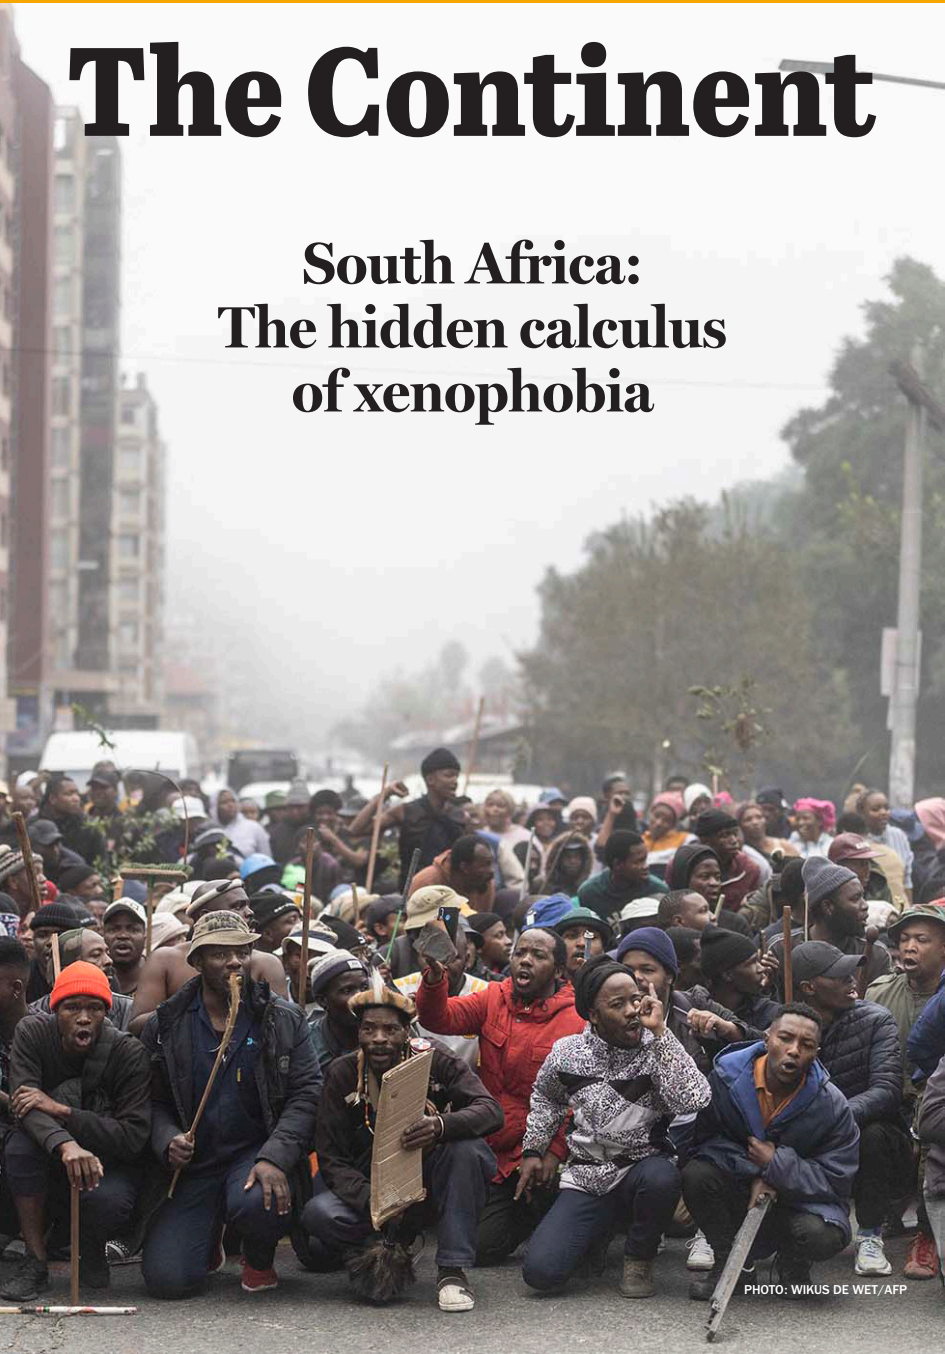 The Continent
South Africa:
The hidden calculus
of xenophobia
PHOTO: WIKUS DE WET/AFP